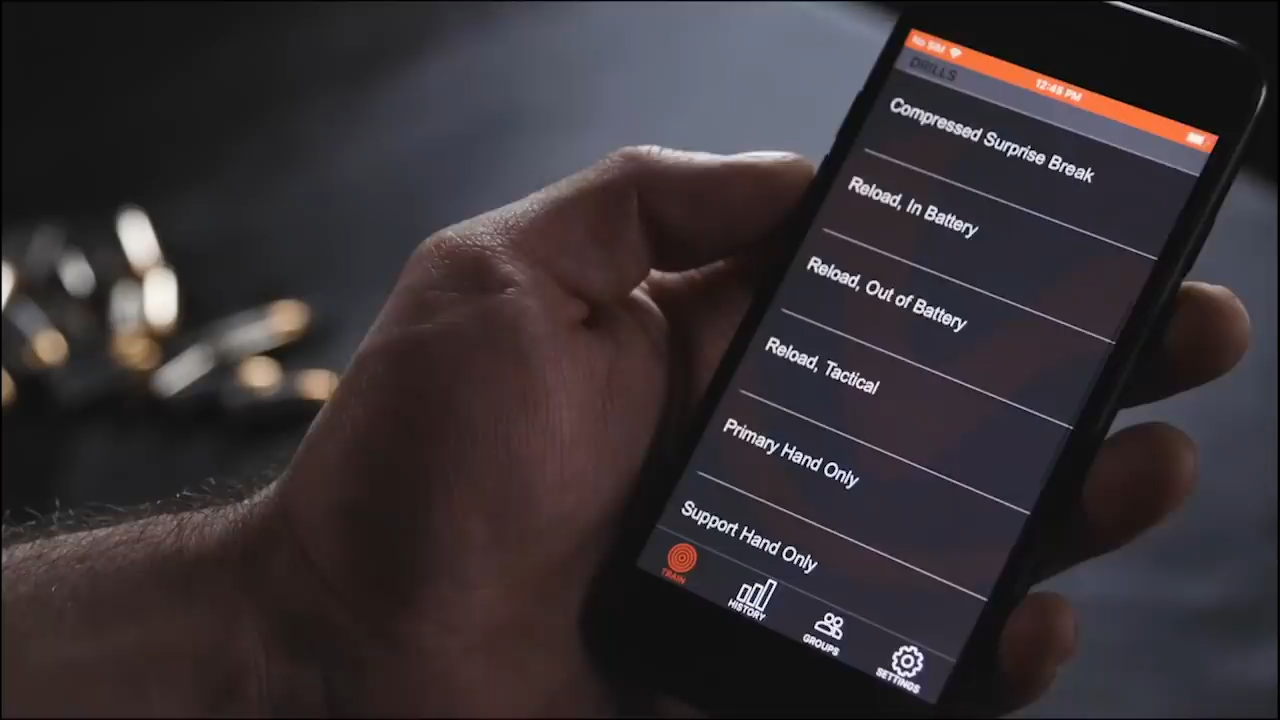 No SIM
12:45 PM
DRILLS
Compressed Surprise Break
Reload, In Battery
Reload, Out of Battery
Reload, Tactical
Primary Hand Only
Support Hand Only
TRAIN
HISTORY
GROUPS
SETTINGS